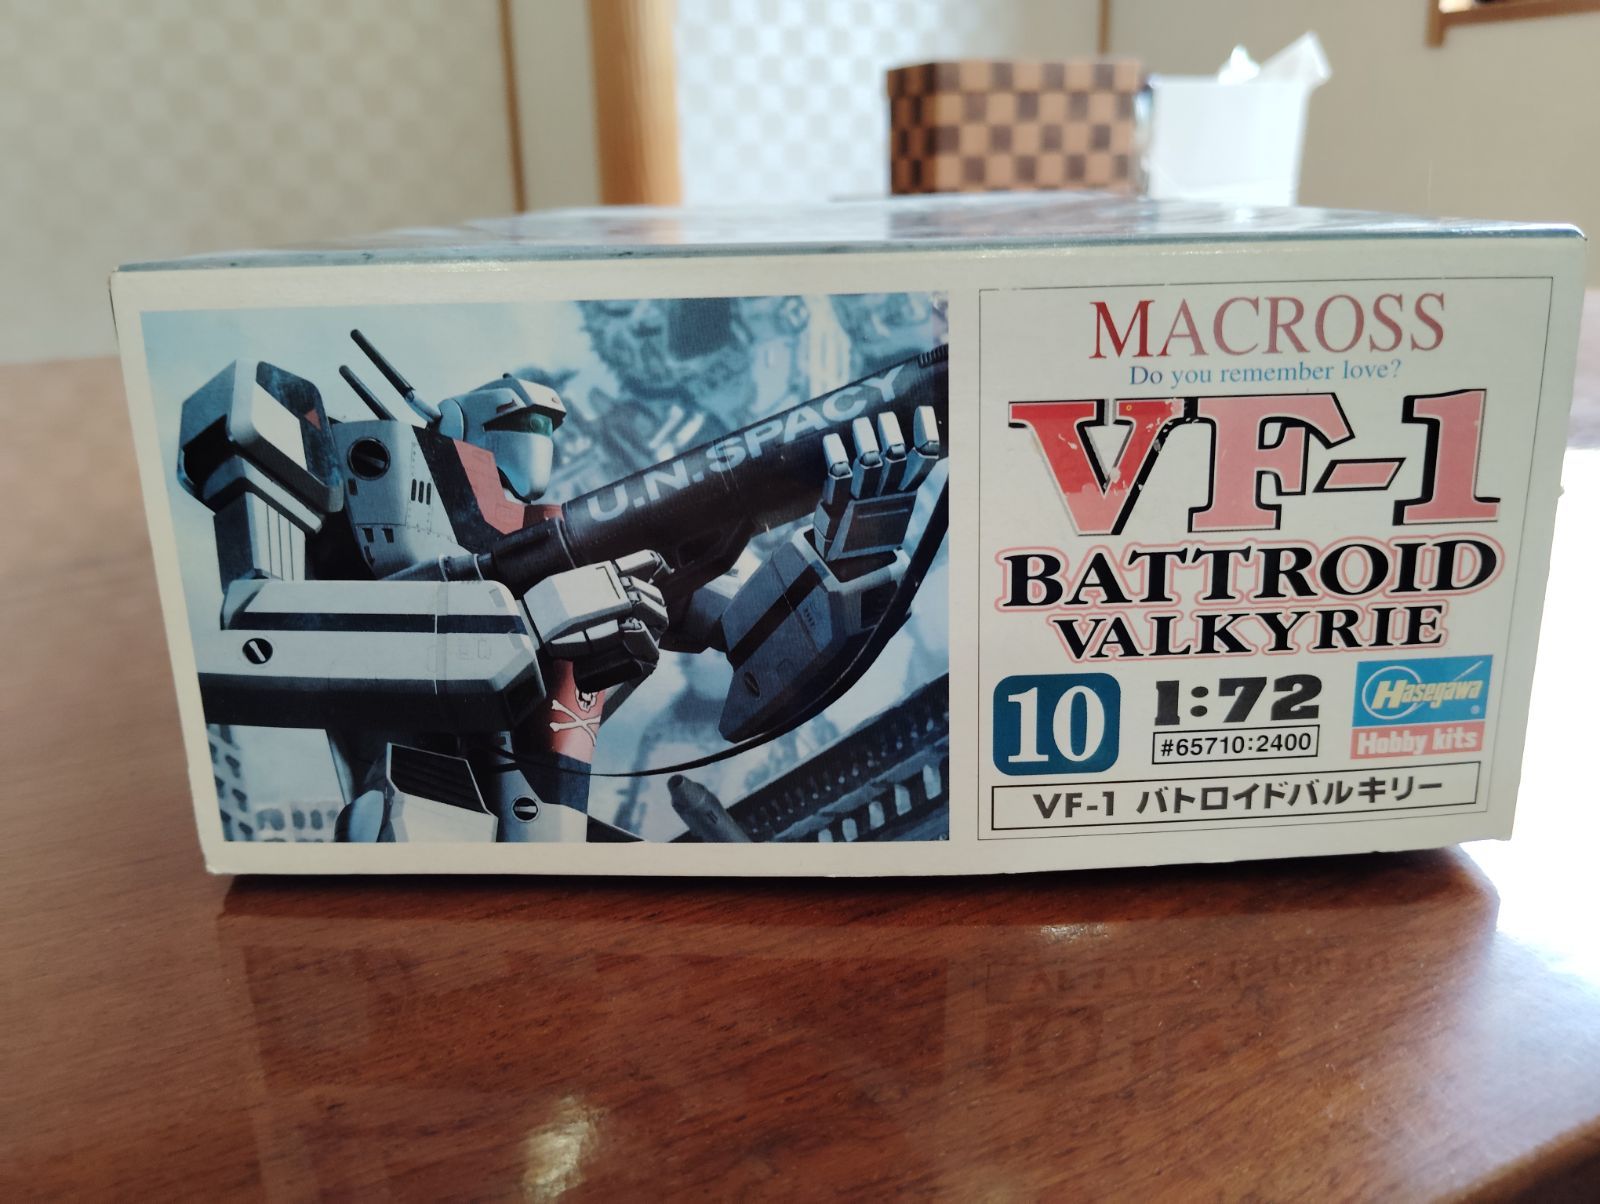 U.N.SPACY
MACROSS
Do you remember love?
VF-1
BATTROID
VALKYRIE
10
1:72
#65710:2400
Hasegawa
Hobby kits
VF-1 バトロイドバルキリー